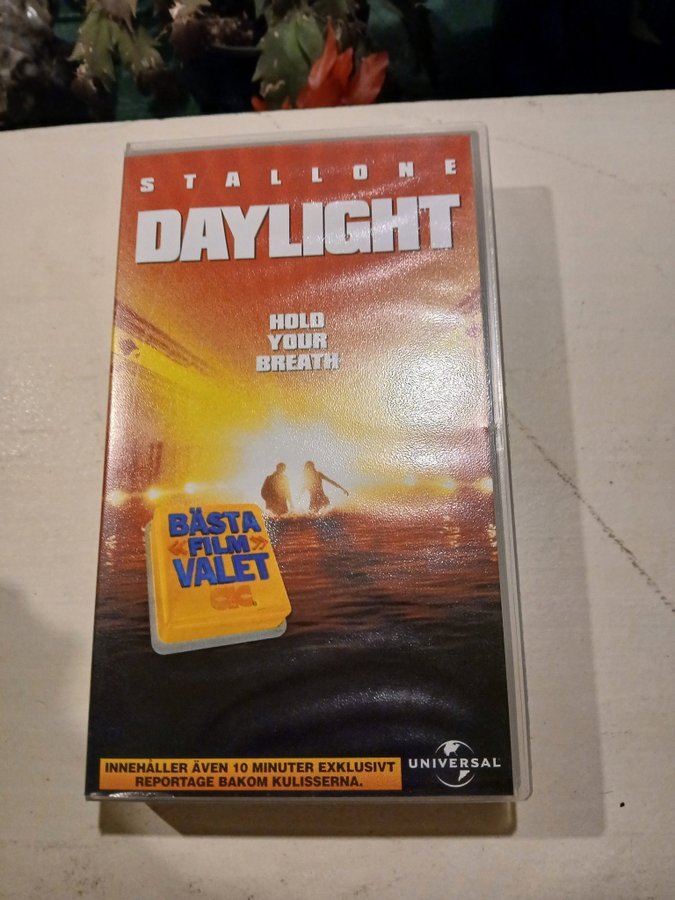 STALLONE
DAYLIGHT
HOLD
YOUR
BREATH
BÄSTA
«FILM»
VALET
CIC
INNEHÅLLER ÄVEN 10 MINUTER EXKLUSIVT
REPORTAGE BAKOM KULISSERNA.
UNIVERSAL